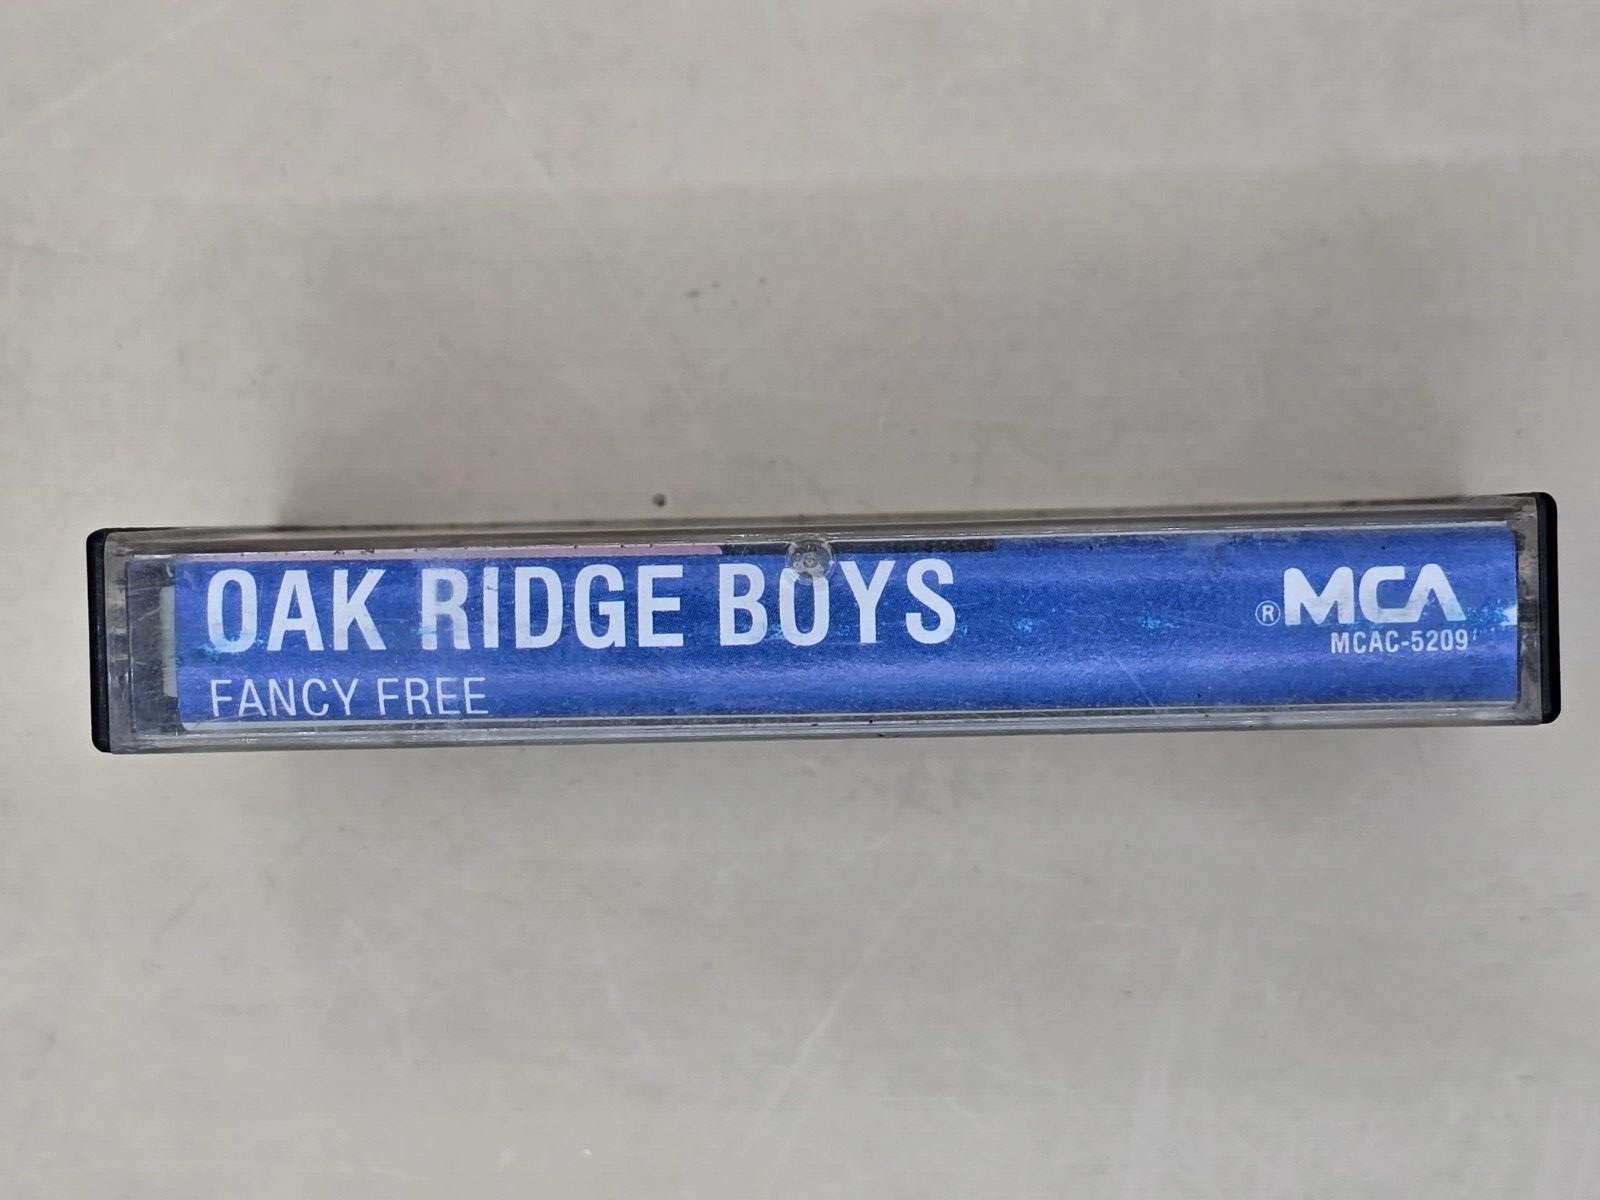 OAK RIDGE BOYS
FANCY FREE
® MCA
MCAC-5209